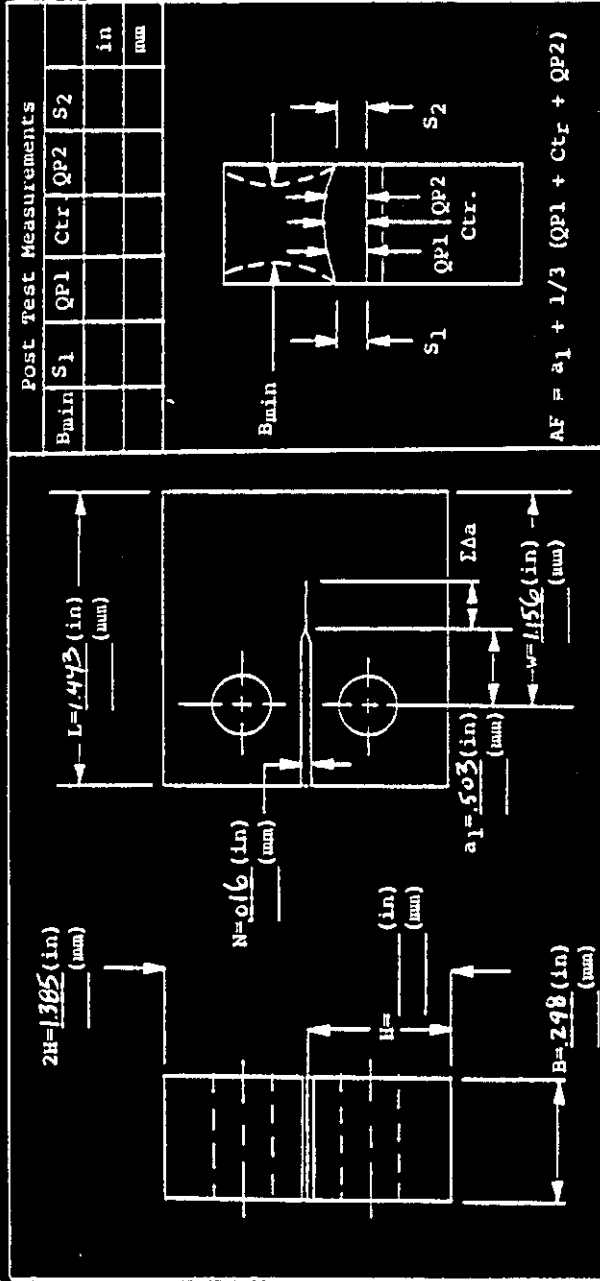 2H=1.385(in)
(mm)
L=1.443(in)
(mm)
N=.016(in)
(mm)
H=
(in)
(mm)
B=.298(in)
(mm)
a1=.503(in)
(mm)
ΣΔa
w=1.156(in)
(mm)
Post Test Measurements
Bmin S1 QP1 Ctr. QP2 S2
in
mm
Bmin
S1
QP1 QP2
Ctr.
S2
AF = a1 + 1/3 (QP1 + Ctr + QP2)